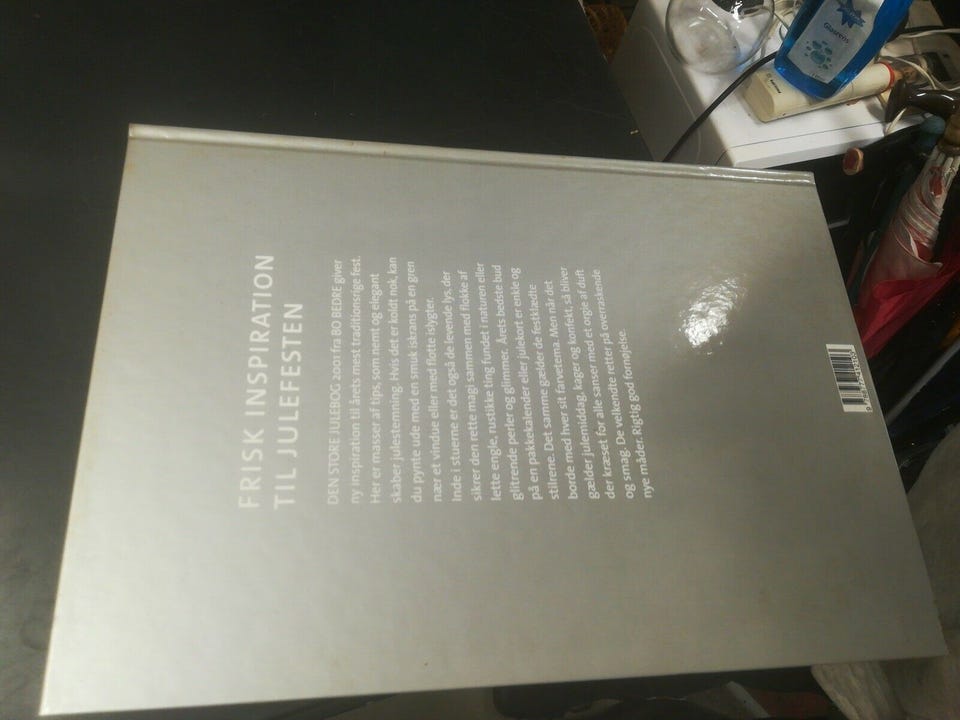 FRISK INSPIRATION
TIL JULEFESTEN
DEN STORE JULEBOG 2001 fra BO BEDRE giver
ny inspiration til årets mest traditionsrige fest.
Her er masser af tips, som nemt og elegant
skaber julestemning. Hvis det er koldt nok, kan
du pynte ude med en smuk iskrans på en gren
nær et vindue eller med flotte islygter.
Inde i stuerne er det også de levende lys, der
sikrer den rette magi sammen med flokke af
lette engle, rustikke ting fundet i naturen eller
glitrende perler og glimmer. Årets bedste bud
på en pakkekalender eller julekort er enkle og
stilrene. Det samme gælder de festklædte
borde med hver sit farvetema. Men når det
gælder julemiddag, kager og konfekt, så bliver
der kræset for alle sanser med et orgie af duft
og smag. De velkendte retter på overraskende
nye måder. Rigtig god fornøjelse.
Glasrens